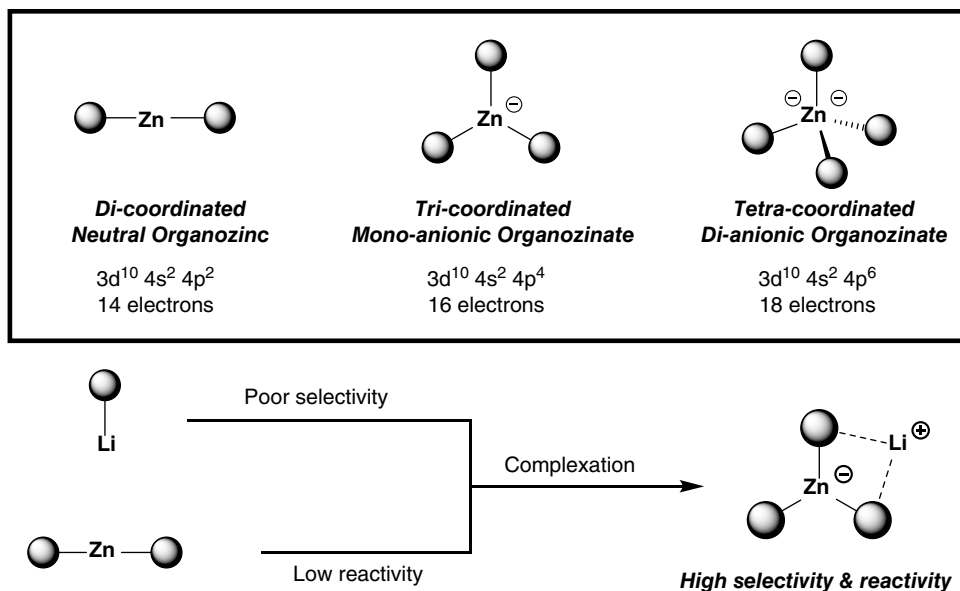 Zn
Di-coordinated
Neutral Organozinc
3d¹⁰ 4s² 4p²
14 electrons
Zn ⊖
Tri-coordinated
Mono-anionic Organozinate
3d¹⁰ 4s² 4p⁴
16 electrons
⊖ ⊖
Zn
Tetra-coordinated
Di-anionic Organozinate
3d¹⁰ 4s² 4p⁶
18 electrons
Li
Poor selectivity
Zn
Low reactivity
Complexation
Li ⊕
Zn ⊖
High selectivity & reactivity